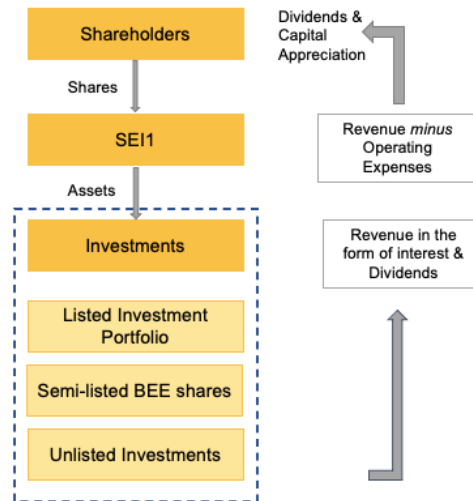 Shareholders
Dividends &
Capital
Appreciation
Shares
SEI1
Revenue minus
Operating
Expenses
Assets
Investments
Revenue in the
form of interest &
Dividends
Listed Investment
Portfolio
Semi-listed BEE shares
Unlisted Investments